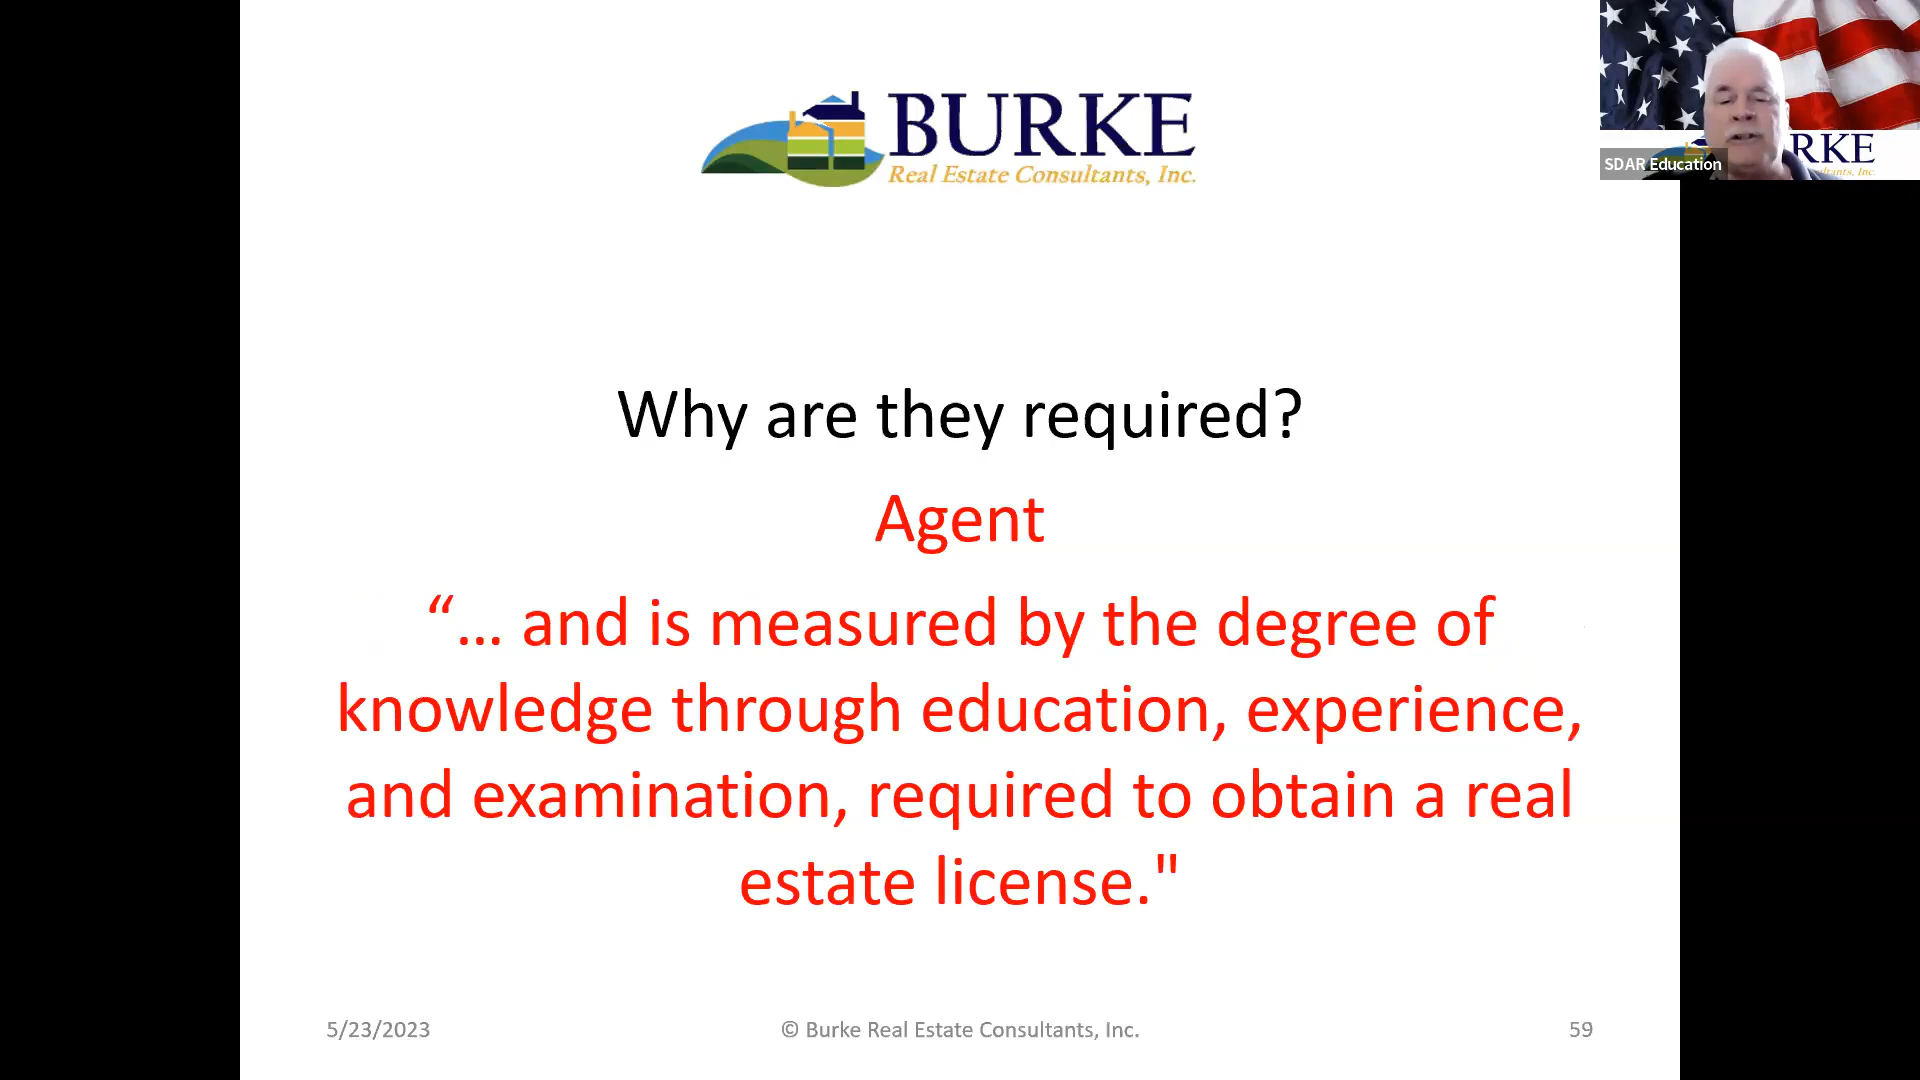 BURKE
Real Estate Consultants, Inc.
RKE
ltants, Inc.
SDAR Education
Why are they required?
Agent
“… and is measured by the degree of
knowledge through education, experience,
and examination, required to obtain a real
estate license."
5/23/2023
© Burke Real Estate Consultants, Inc.
59